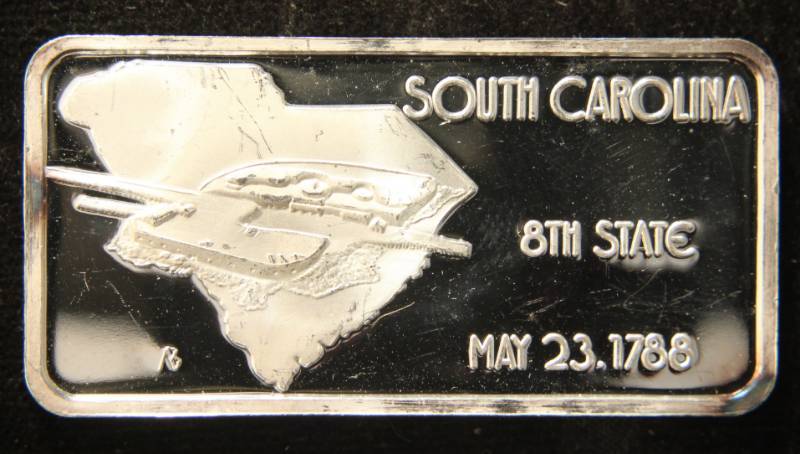 SOUTH CAROLINA
8TH STATE
MAY 23.1788